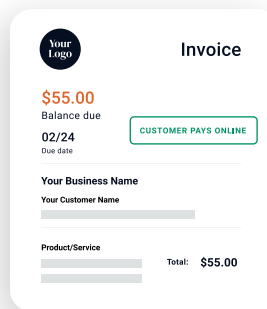 Your
Logo
Invoice
$55.00
Balance due
CUSTOMER PAYS ONLINE
02/24
Due date
Your Business Name
Your Customer Name
Product/Service
Total: $55.00